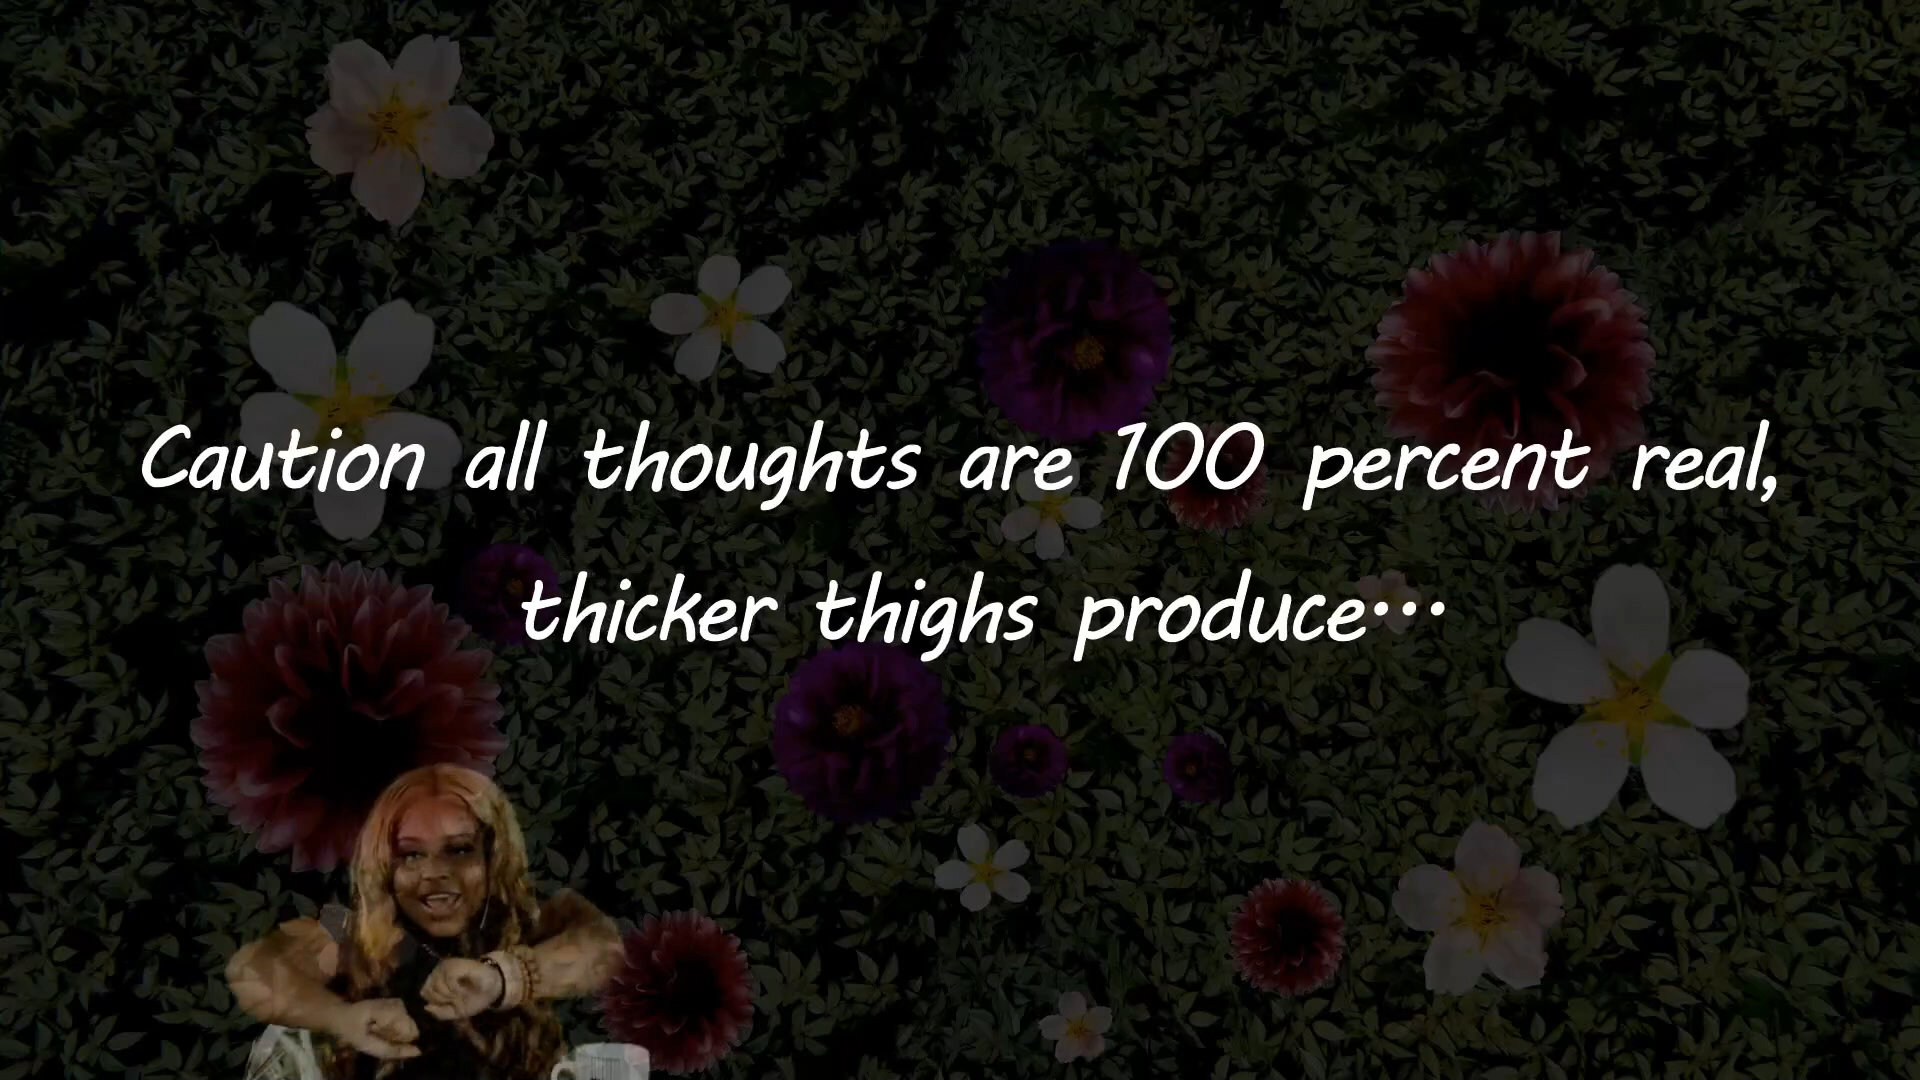 Caution all thoughts are 100 percent real,
thicker thighs produce…